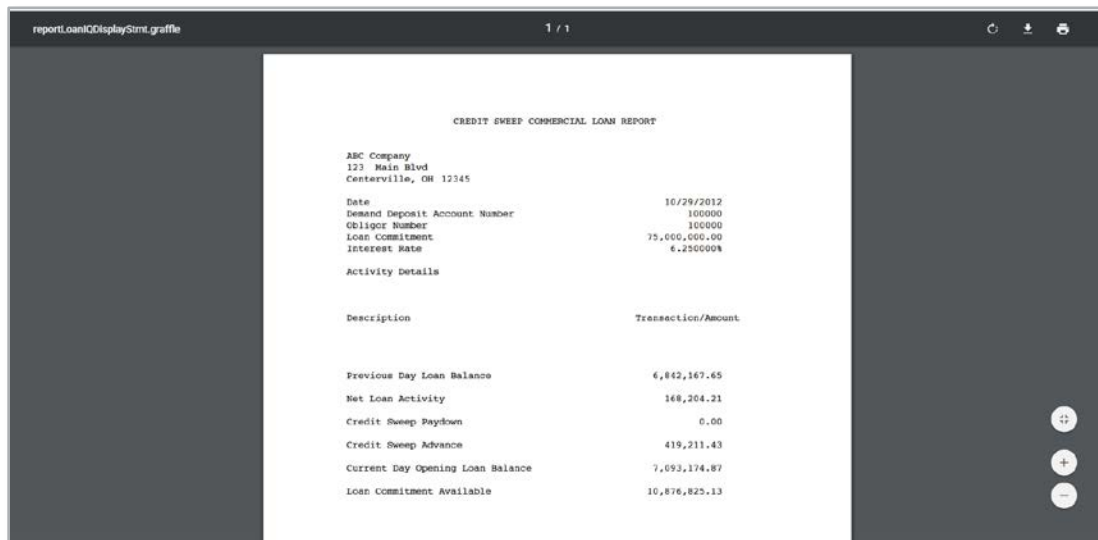 reportLoanIQDisplayStmt.graffle 1 / 1
CREDIT SWEEP COMMERCIAL LOAN REPORT
ABC Company
123 Main Blvd
Centerville, OH 12345
Date 10/29/2012
Demand Deposit Account Number 100000
Obligor Number 100000
Loan Commitment 75,000,000.00
Interest Rate 6.250000%
Activity Details
Description Transaction/Amount
Previous Day Loan Balance 6,842,167.65
Net Loan Activity 168,204.21
Credit Sweep Paydown 0.00
Credit Sweep Advance 419,211.43
Current Day Opening Loan Balance 7,093,174.87
Loan Commitment Available 10,876,825.13